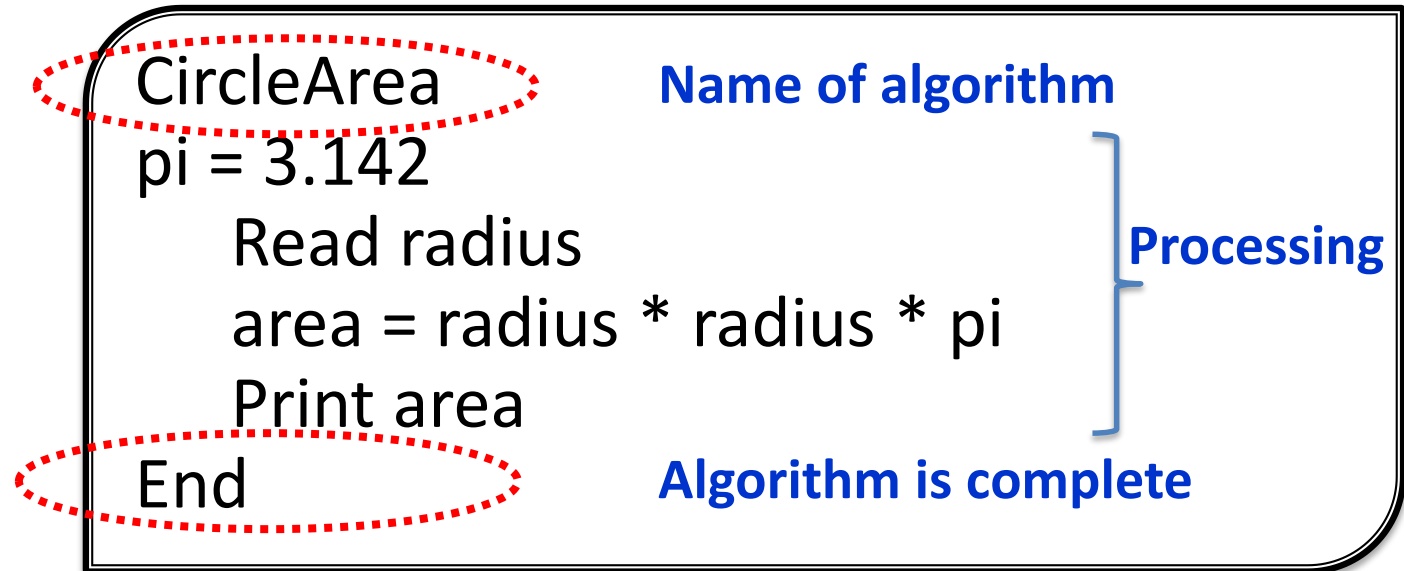 CircleArea Name of algorithm
pi = 3.142
Read radius
Processing
area = radius * radius * pi
Print area
End Algorithm is complete